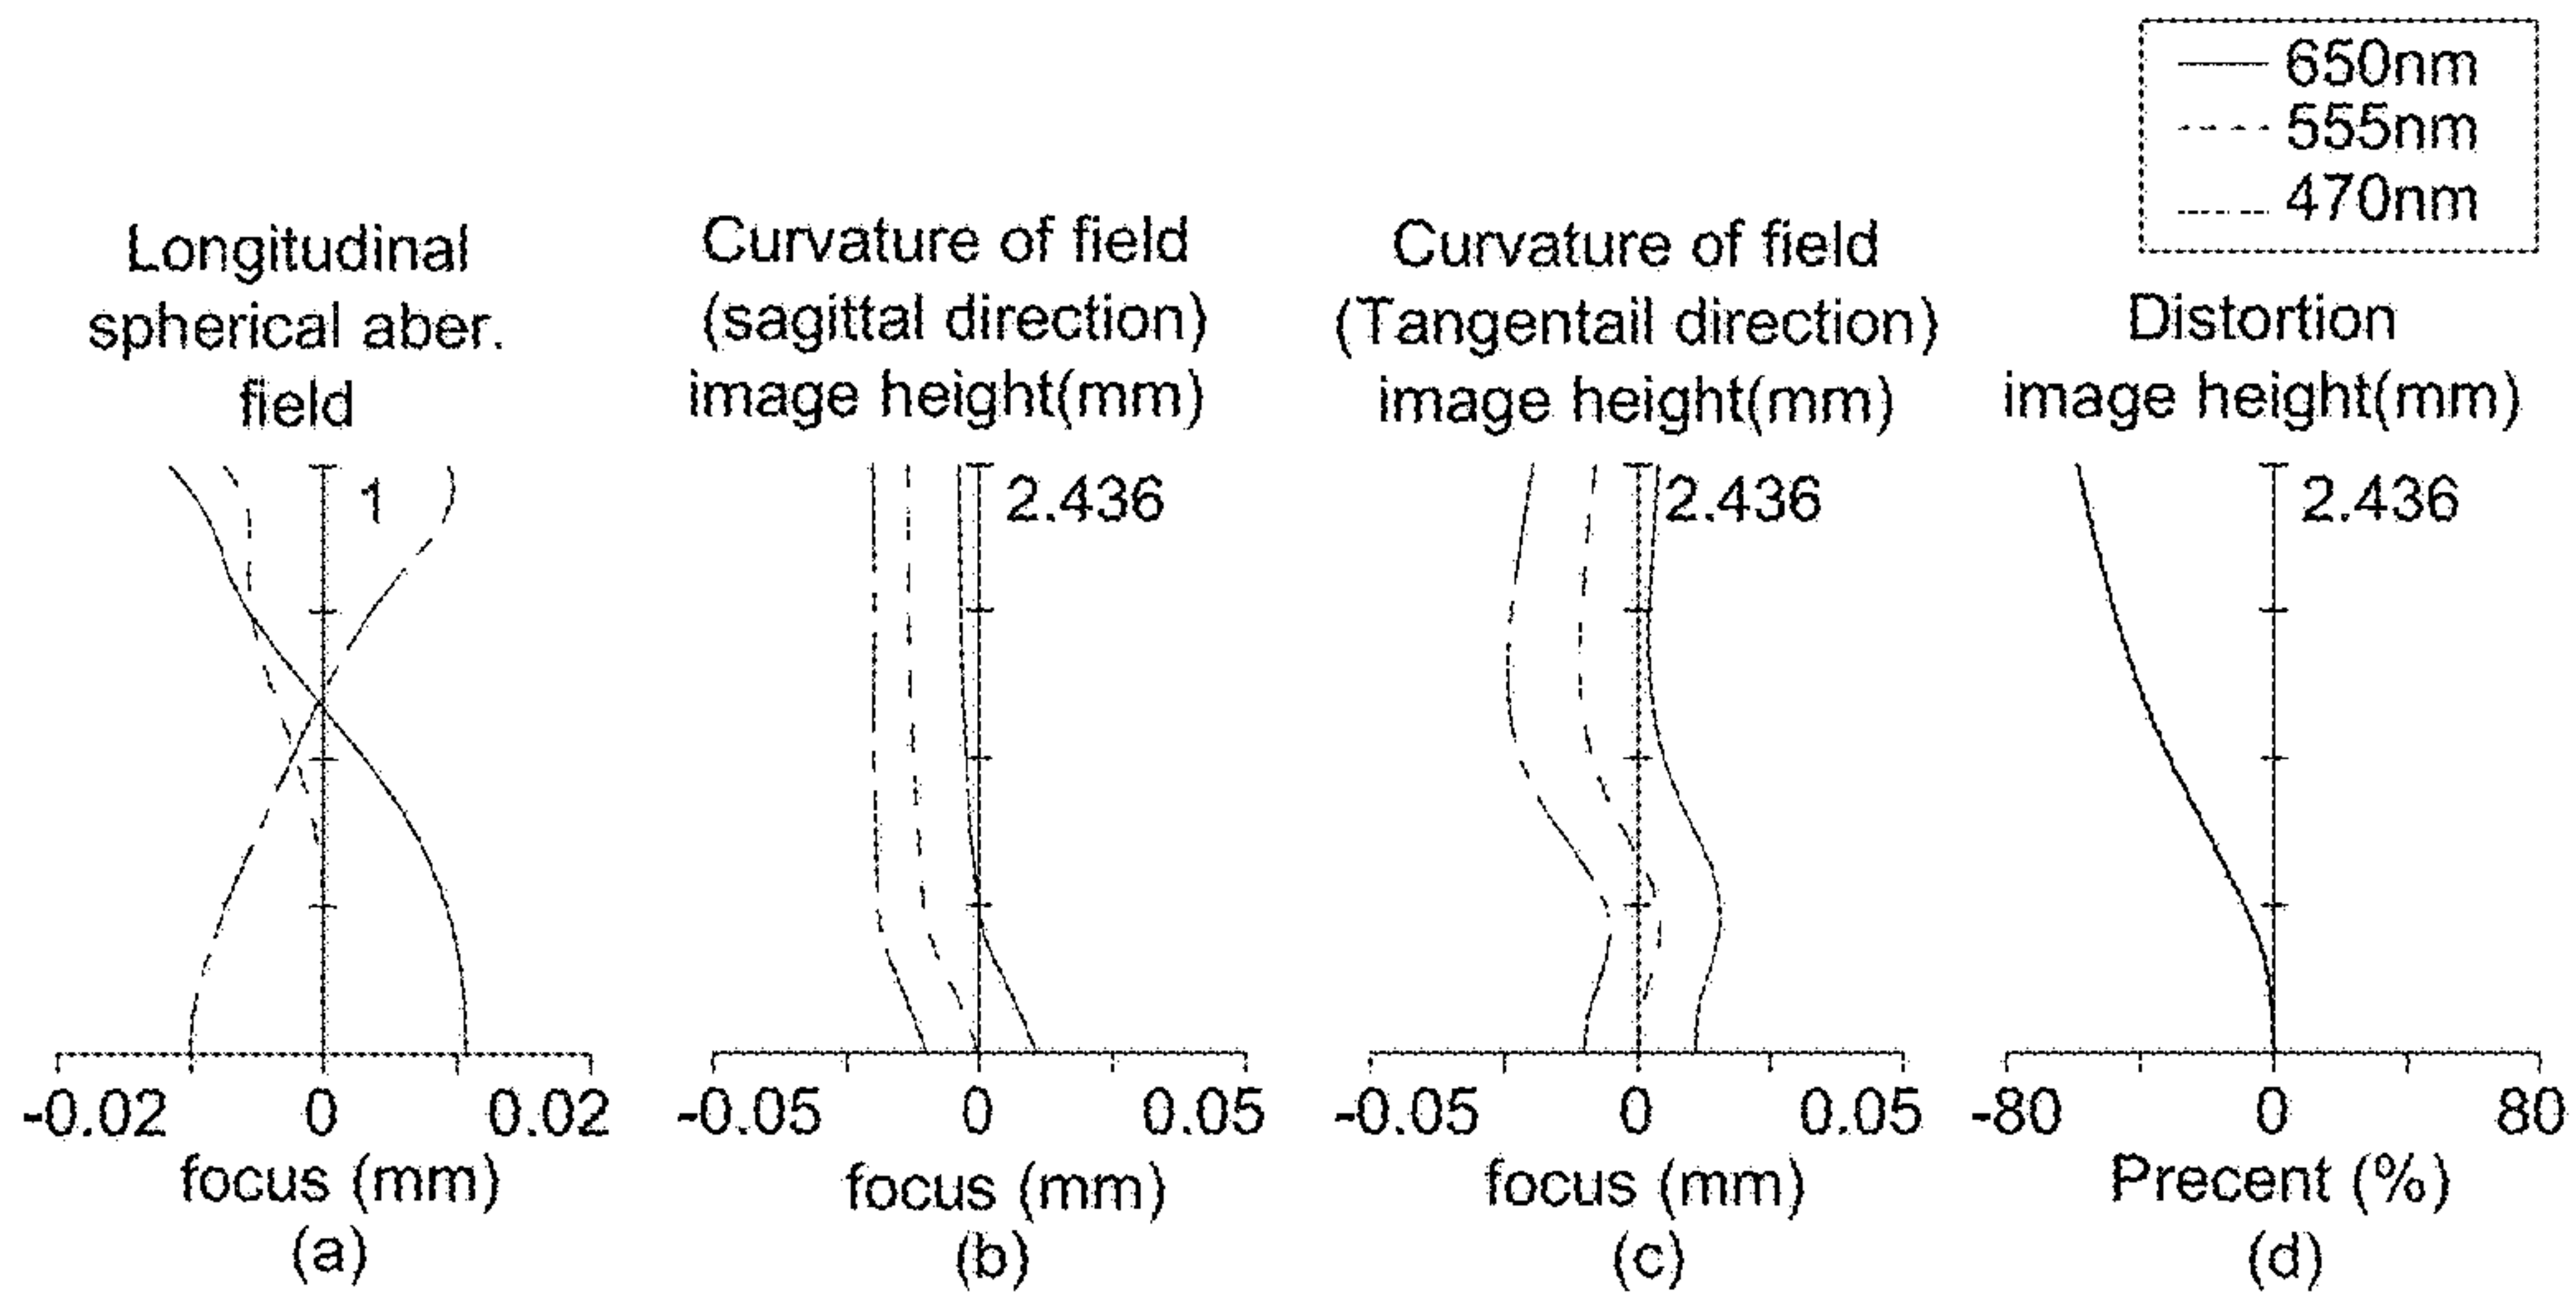 650nm
555nm
470nm
Longitudinal
spherical aber.
field
1
-0.02 0 0.02
focus (mm)
(a)
Curvature of field
(sagittal direction)
image height(mm)
2.436
-0.05 0 0.05
focus (mm)
(b)
Curvature of field
(Tangentail direction)
image height(mm)
2.436
-0.05 0 0.05
focus (mm)
(c)
Distortion
image height(mm)
2.436
-80 0 80
Precent (%)
(d)